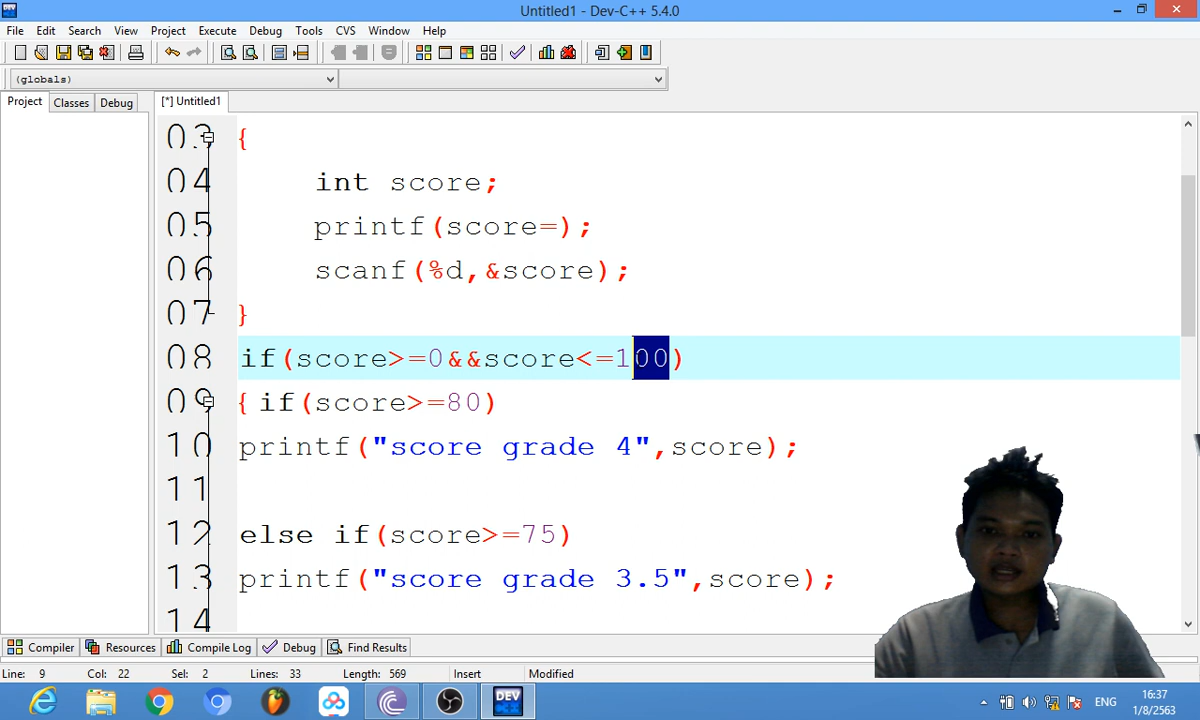 Untitled1 - Dev-C++ 5.4.0
File Edit Search View Project Execute Debug Tools CVS Window Help
(globals)
Project Classes Debug [*] Untitled1
03 {
04 int score;
05 printf(score=);
06 scanf(%d,&score);
07 }
08 if(score>=0&&score<=100)
09 { if(score>=80)
10 printf("score grade 4",score);
11
12 else if(score>=75)
13 printf("score grade 3.5",score);
14
Compiler Resources Compile Log Debug Find Results
Line: 9 Col: 22 Sel: 2 Lines: 33 Length: 569 Insert Modified
DEV
ENG
16:37
1/8/2563